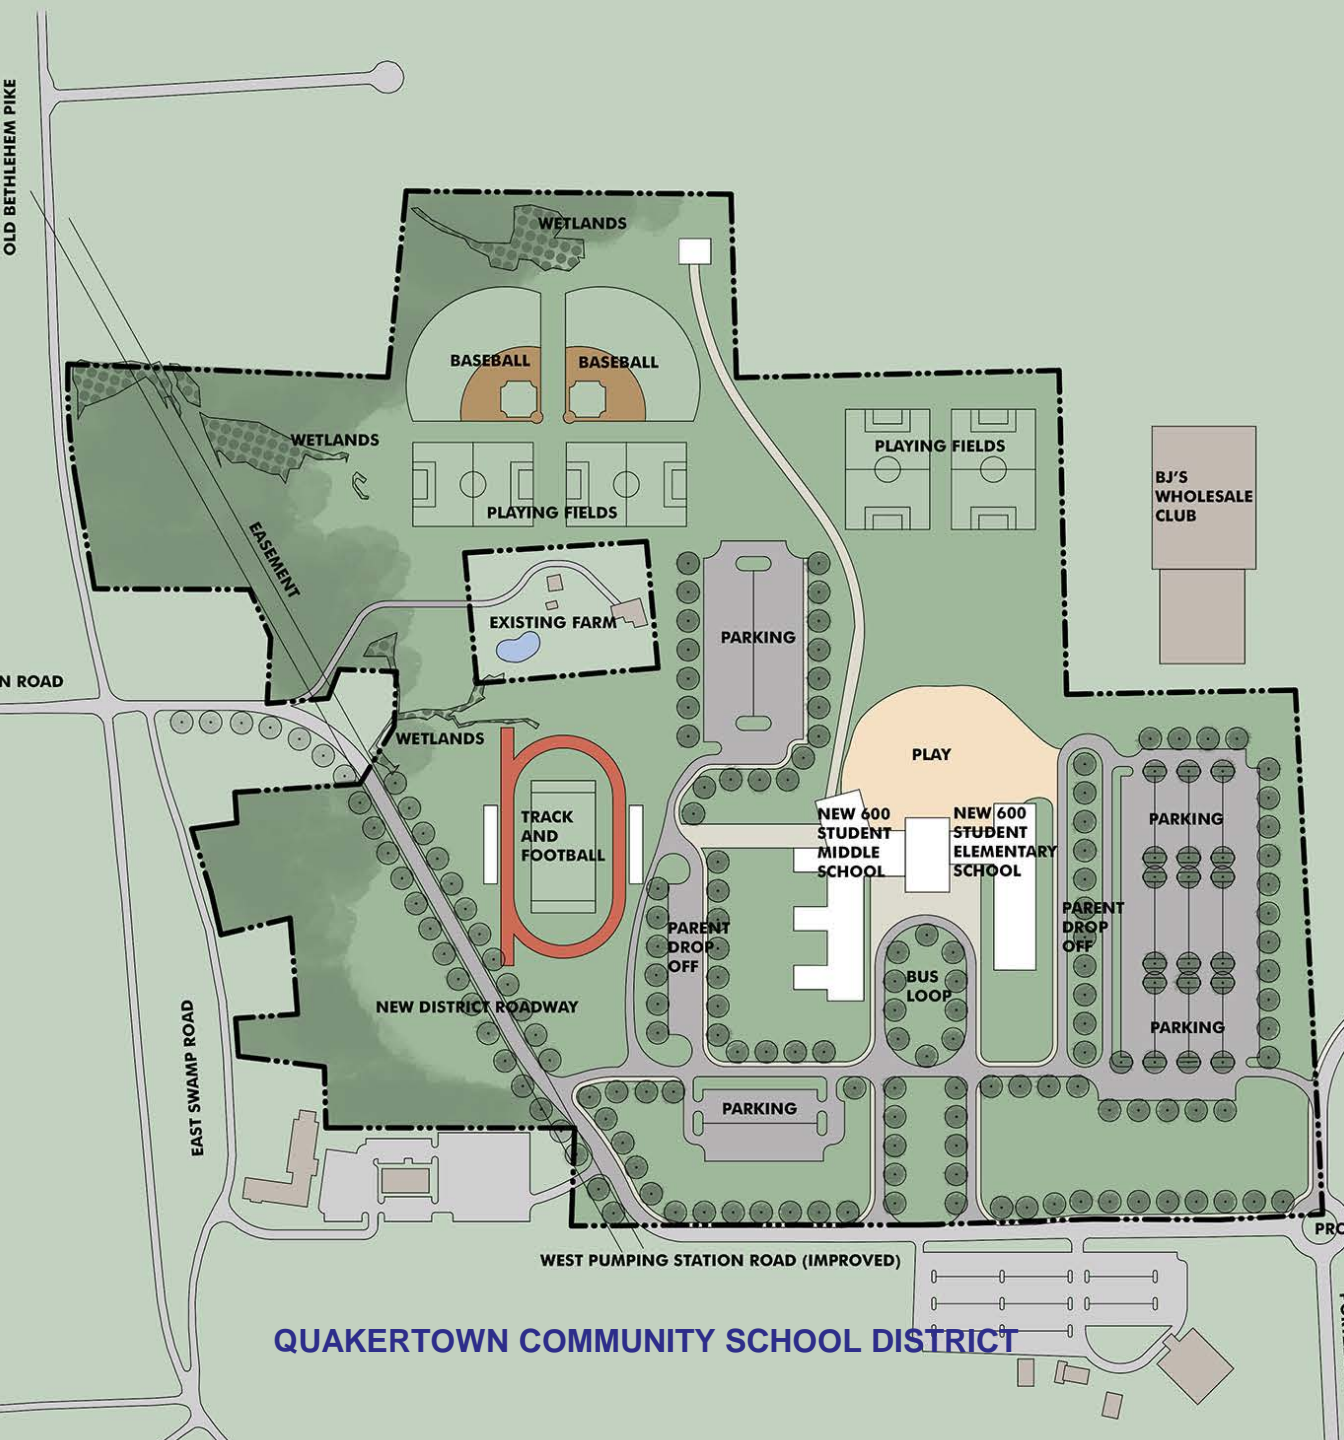 OLD BETHLEHEM PIKE
WETLANDS
BASEBALL
BASEBALL
WETLANDS
PLAYING FIELDS
PLAYING FIELDS
BJ'S
WHOLESALE
CLUB
EASEMENT
EXISTING FARM
PARKING
N ROAD
WETLANDS
PLAY
TRACK
AND
FOOTBALL
NEW 600
STUDENT
MIDDLE
SCHOOL
NEW 600
STUDENT
ELEMENTARY
SCHOOL
PARKING
PARENT
DROP
OFF
PARENT
DROP
OFF
BUS
LOOP
NEW DISTRICT ROADWAY
PARKING
EAST SWAMP ROAD
PARKING
WEST PUMPING STATION ROAD (IMPROVED)
PRO
QUAKERTOWN COMMUNITY SCHOOL DISTRICT